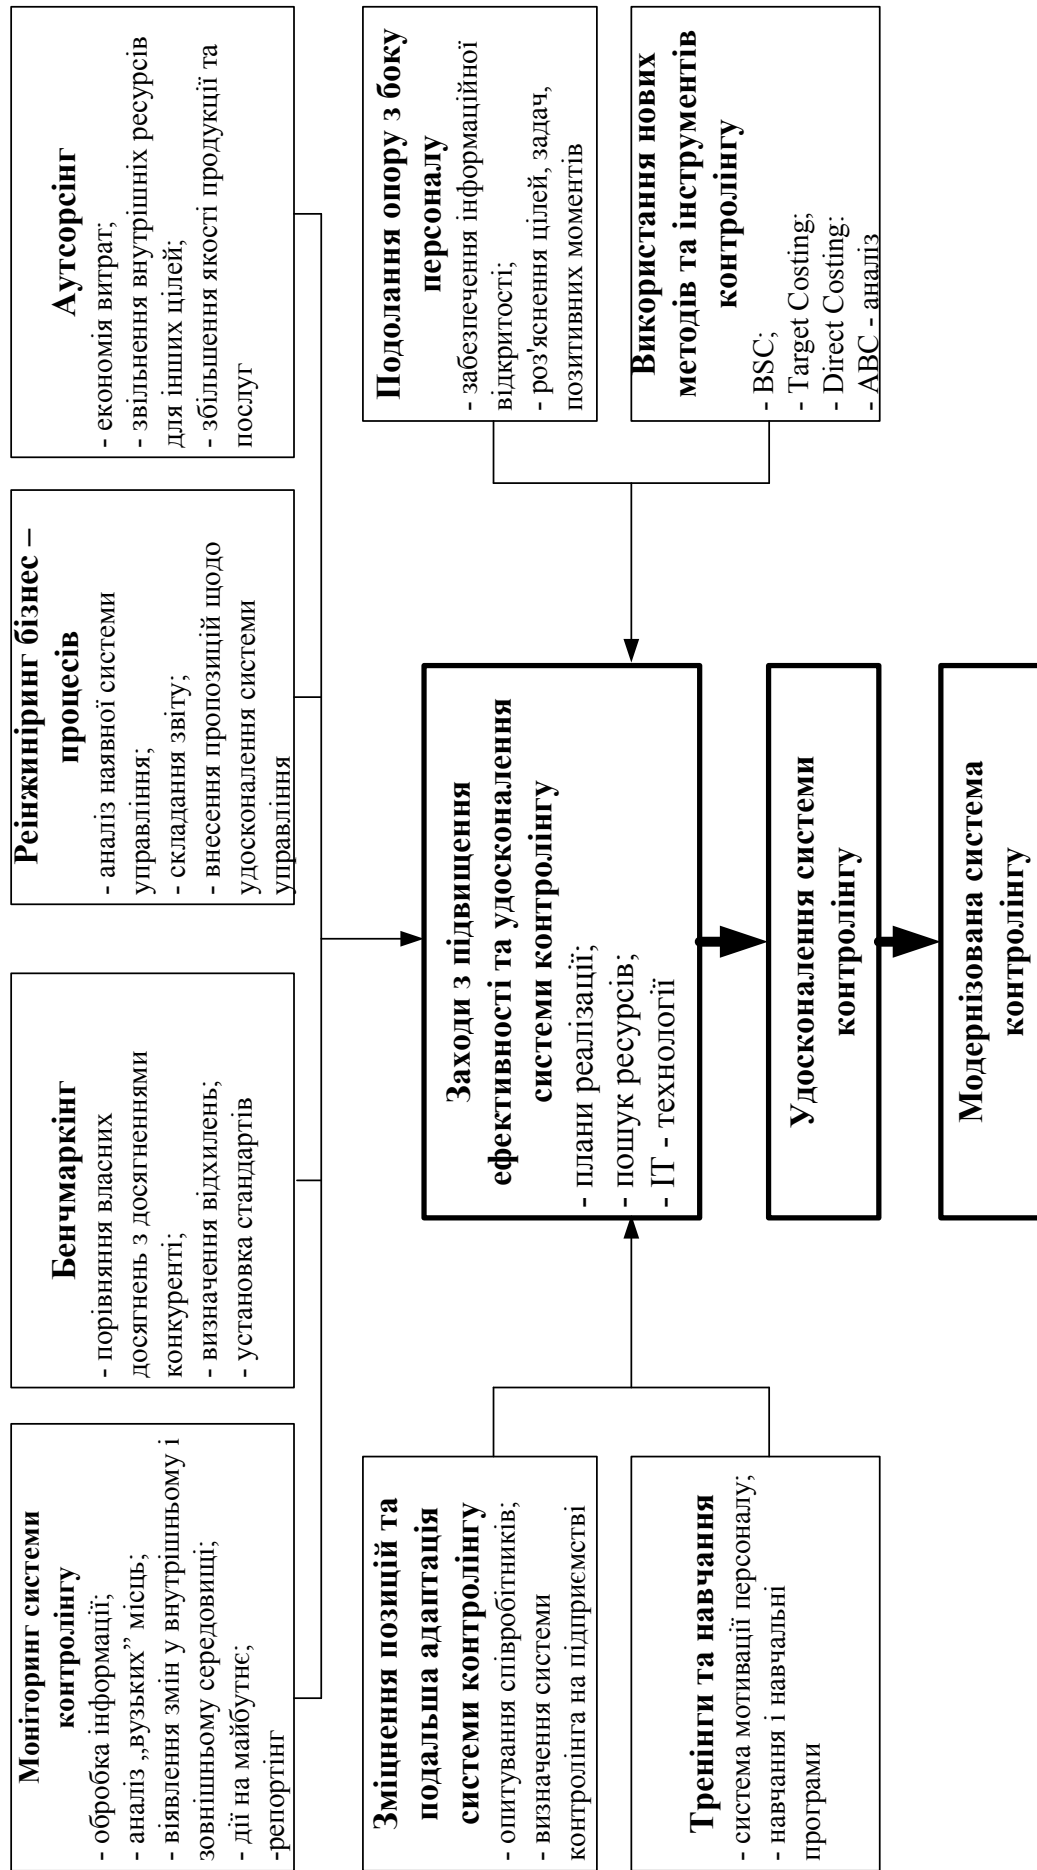 Моніторинг системи
контролінгу
- обробка інформації;
- аналіз „вузьких” місць;
- віявлення змін у внутрішньому і
зовнішньому середовищі;
- дії на майбутнє;
-репортінг
Бенчмаркінг
- порівняння власних
досягнень з досягненнями
конкуренті;
- визначення відхилень;
- установка стандартів
Реінжиніринг бізнес –
процесів
- аналіз наявної системи
управління;
- складання звіту;
- внесення пропозицій щодо
удосконалення системи
управління
Аутсорсінг
- економія витрат;
- звільнення внутрішніх ресурсів
для інших цілей;
- збільшення якості продукції та
послуг
Зміцнення позицій та
подальша адаптація
системи контролінгу
- опитування співробітників;
- визначення системи
контролінга на підприємстві
Подолання опору з боку
персоналу
- забезпечення інформаційної
відкритості;
- роз'яснення цілей, задач,
позитивних моментів
Заходи з підвищення
ефективності та удосконалення
системи контролінгу
- плани реалізації;
- пошук ресурсів;
- ІТ - технології
Тренінги та навчання
- система мотивації персоналу;
- навчання і навчальні
програми
Використання нових
методів та інструментів
контролінгу
- BSC;
- Target Costing;
- Direct Costing:
- АВС - аналіз
Удосконалення системи
контролінгу
Модернізована система
контролінгу